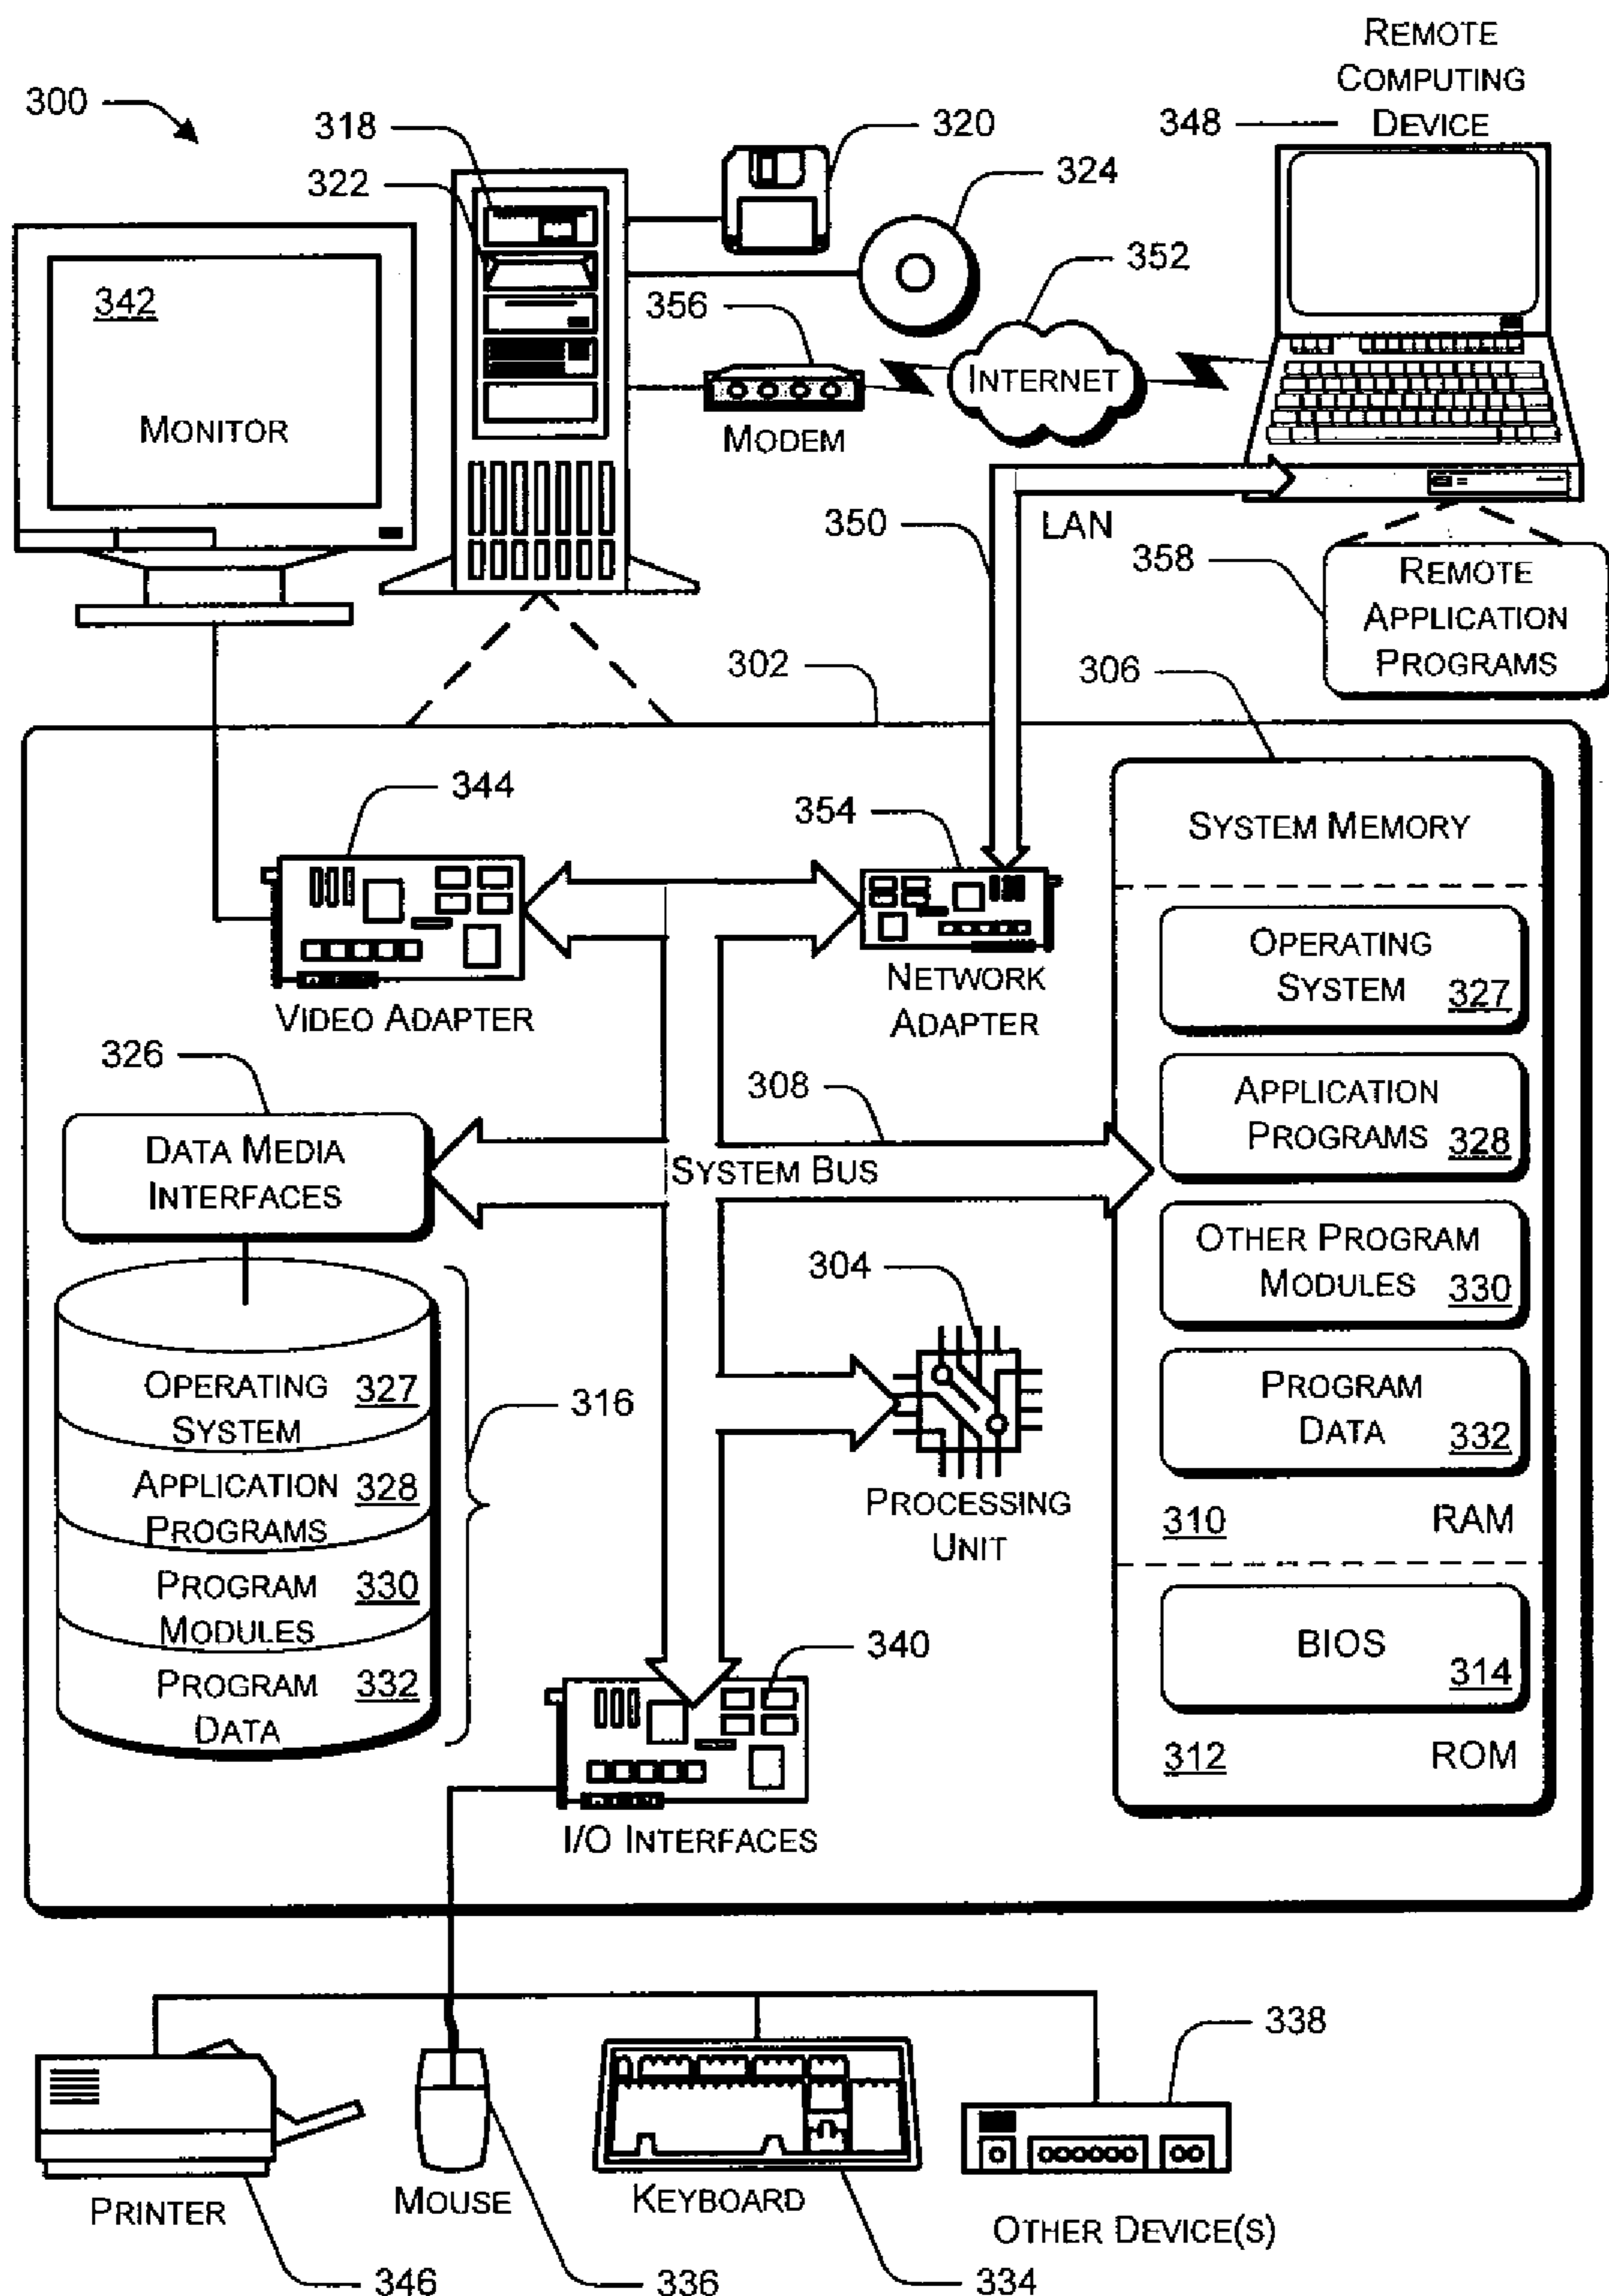 REMOTE
COMPUTING
DEVICE
300
318
320
348
322
324
352
342
356
INTERNET
MONITOR
MODEM
350
LAN
358
REMOTE
APPLICATION
PROGRAMS
302
306
344
354
SYSTEM MEMORY
OPERATING
SYSTEM 327
NETWORK
ADAPTER
VIDEO ADAPTER
326
308
APPLICATION
PROGRAMS 328
DATA MEDIA
INTERFACES
SYSTEM BUS
OTHER PROGRAM
MODULES 330
304
OPERATING
SYSTEM 327
316
PROGRAM
DATA 332
APPLICATION
PROGRAMS 328
PROCESSING
UNIT
310 RAM
PROGRAM
MODULES 330
340
BIOS
314
PROGRAM
DATA 332
312 ROM
I/O INTERFACES
338
PRINTER
MOUSE
KEYBOARD
OTHER DEVICE(S)
346
336
334